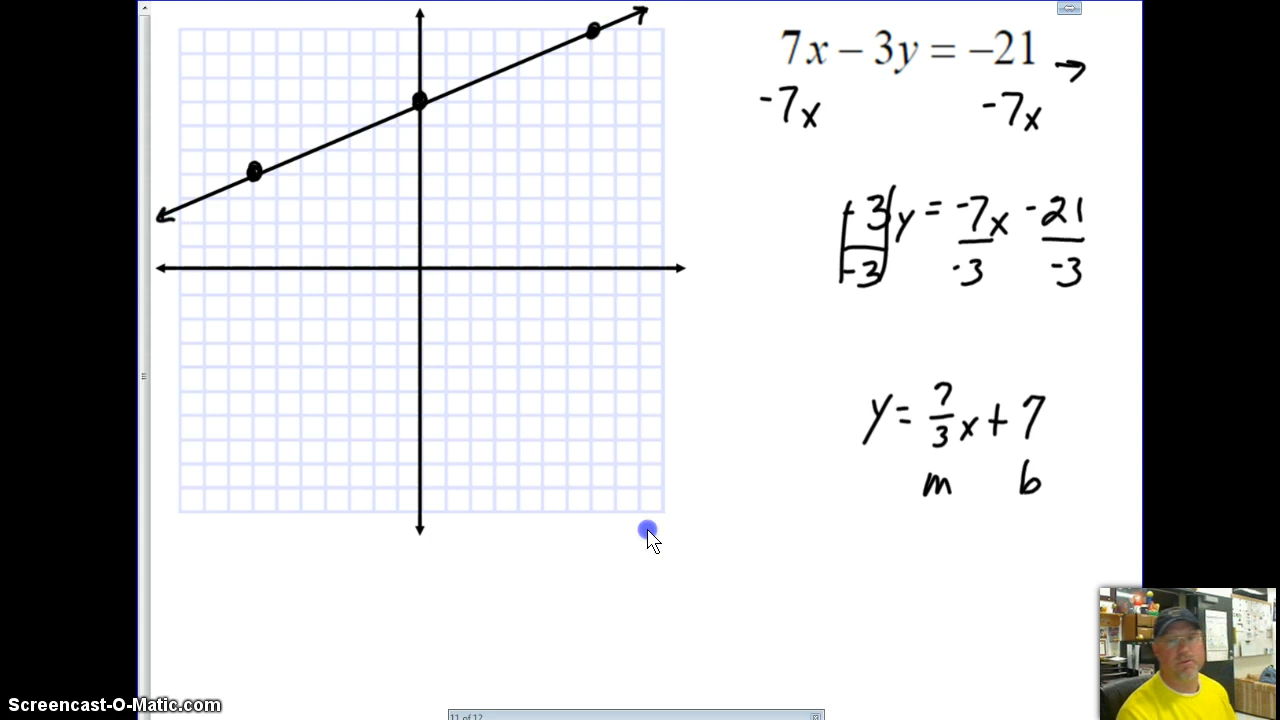 7x − 3y = −21 →
-7x -7x
-3y = -7x -21
-3 -3 -3
y = 7/3 x + 7
m b
Screencast-O-Matic.com
11 of 12